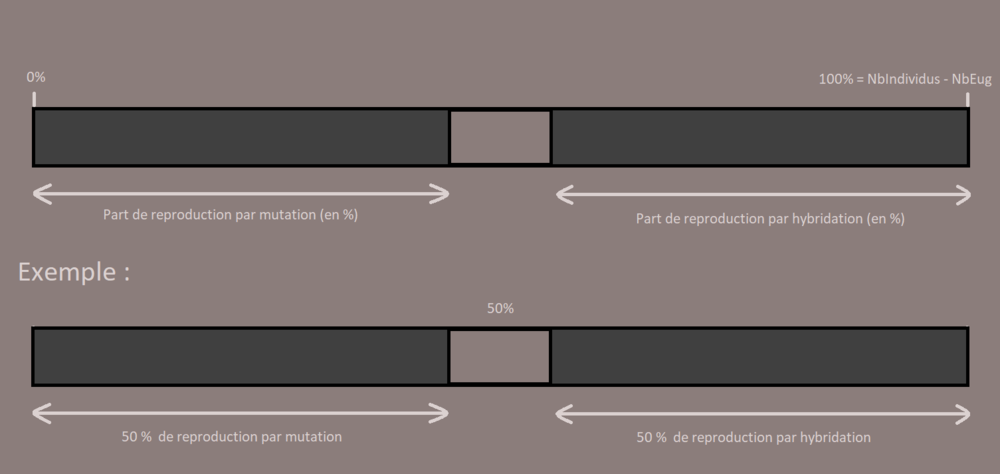 0%
100% = NbIndividus - NbEug
Part de reproduction par mutation (en %)
Part de reproduction par hybridation (en %)
Exemple :
50%
50 % de reproduction par mutation
50 % de reproduction par hybridation